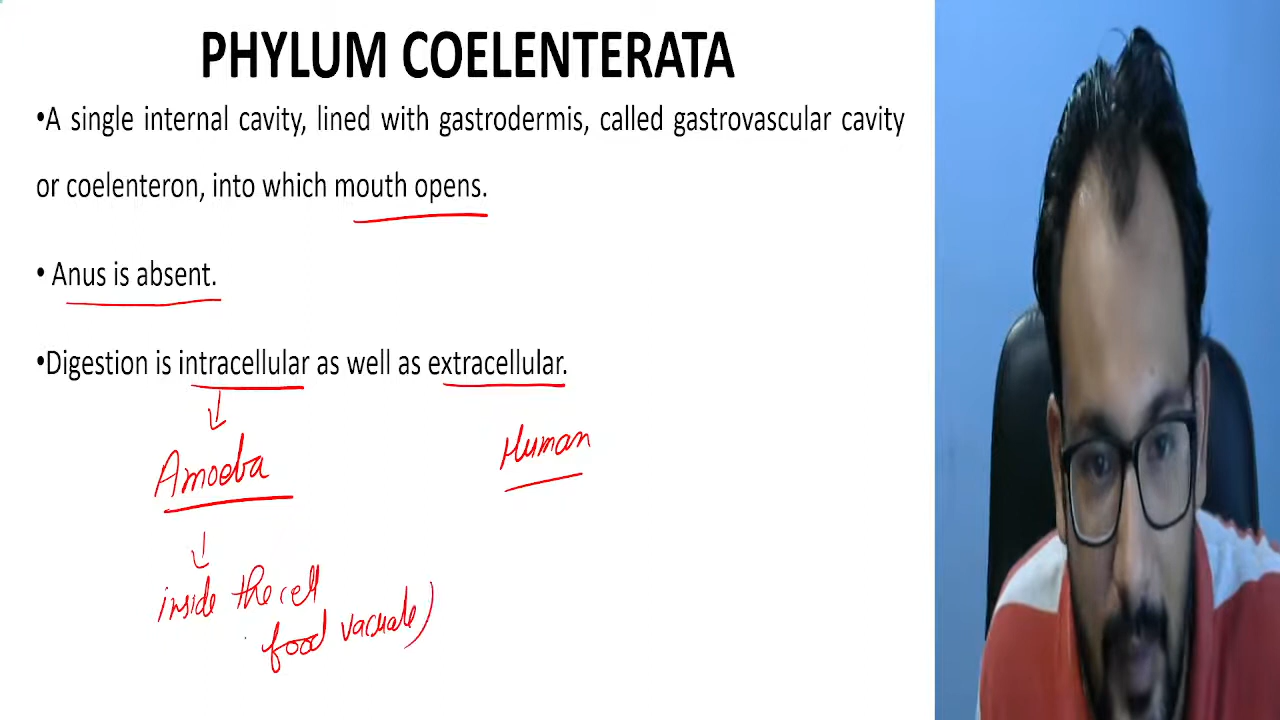 PHYLUM COELENTERATA
•A single internal cavity, lined with gastrodermis, called gastrovascular cavity
or coelenteron, into which mouth opens.
• Anus is absent.
•Digestion is intracellular as well as extracellular.
Amoeba
Human
inside the cell
food vacuole)